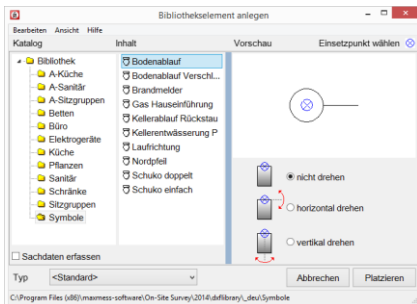 Bibliothekselement anlegen
Bearbeiten Ansicht Hilfe
Katalog Inhalt Vorschau Einsetzpunkt wählen
Bibliothek
A-Küche
A-Sanitär
A-Sitzgruppen
Betten
Büro
Elektrogeräte
Küche
Pflanzen
Sanitär
Schränke
Sitzgruppen
Symbole
Bodenablauf
Bodenablauf Verschl...
Brandmelder
Gas Hauseinführung
Kellerablauf Rückstau
Kellerentwässerung P
Laufrichtung
Nordpfeil
Schuko doppelt
Schuko einfach
nicht drehen
horizontal drehen
vertikal drehen
Sachdaten erfassen
Typ <Standard> Abbrechen Platzieren
C:\Program Files (x86)\maxmess-software\On-Site Survey\2014\dxflibrary\_deu\Symbole